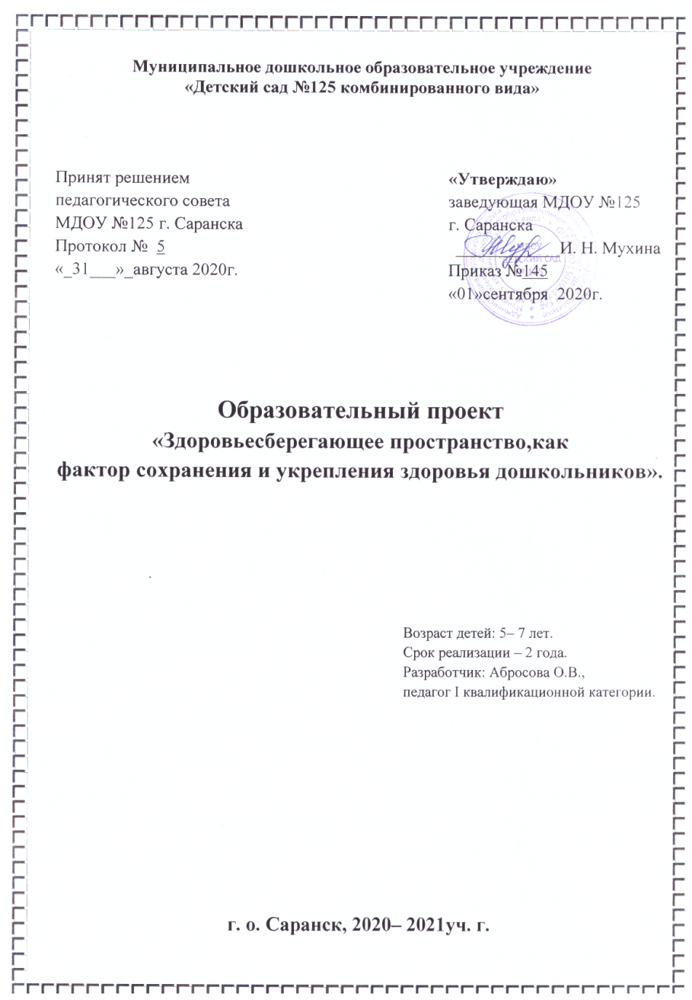 Муниципальное дошкольное образовательное учреждение
«Детский сад №125 комбинированного вида»
Принят решением
педагогического совета
МДОУ №125 г. Саранска
Протокол № 5
«_31___»_августа 2020г.
«Утверждаю»
заведующая МДОУ №125
г. Саранска
И. Н. Мухина
Приказ №145
«01»сентября 2020г.
Образовательный проект
«Здоровьесберегающее пространство,как
фактор сохранения и укрепления здоровья дошкольников».
Возраст детей: 5– 7 лет.
Срок реализации – 2 года.
Разработчик: Абросова О.В.,
педагог I квалификационной категории.
г. о. Саранск, 2020– 2021уч. г.